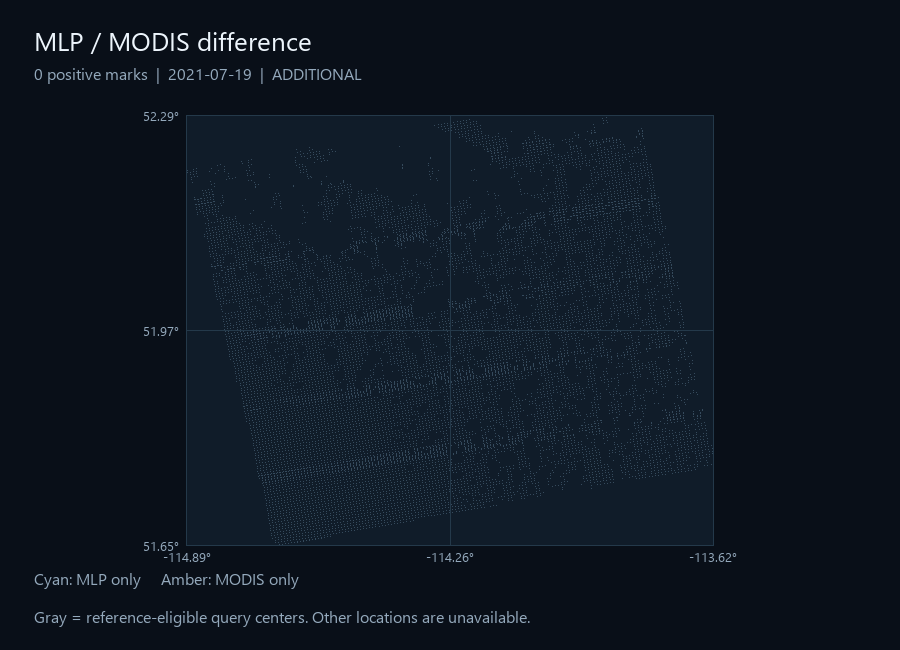 MLP / MODIS difference
0 positive marks | 2021-07-19 | ADDITIONAL
52.29°
51.97°
51.65°
-114.89° -114.26° -113.62°
Cyan: MLP only Amber: MODIS only
Gray = reference-eligible query centers. Other locations are unavailable.